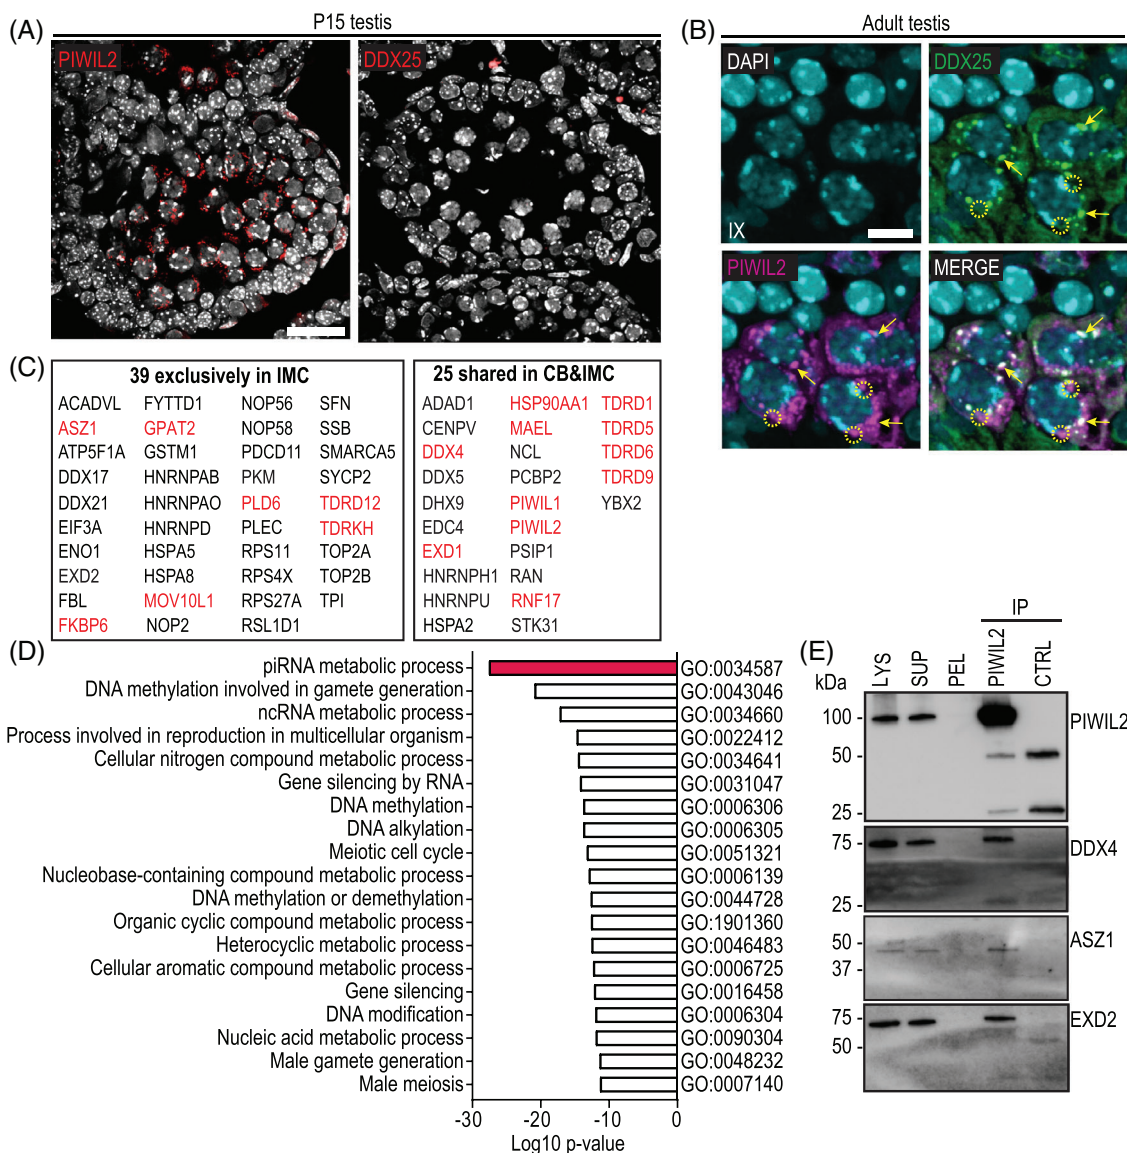 (A)
P15 testis
PIWIL2
DDX25
(B)
Adult testis
DAPI
DDX25
IX
PIWIL2
MERGE
(C)
39 exclusively in IMC
ACADVL FYTTD1 NOP56 SFN
ASZ1 GPAT2 NOP58 SSB
ATP5F1A GSTM1 PDCD11 SMARCA5
DDX17 HNRNPAB PKM SYCP2
DDX21 HNRNPAO PLD6 TDRD12
EIF3A HNRNPD PLEC TDRKH
ENO1 HSPA5 RPS11 TOP2A
EXD2 HSPA8 RPS4X TOP2B
FBL MOV10L1 RPS27A TPI
FKBP6 NOP2 RSL1D1
25 shared in CB&IMC
ADAD1 HSP90AA1 TDRD1
CENPV MAEL TDRD5
DDX4 NCL TDRD6
DDX5 PCBP2 TDRD9
DHX9 PIWIL1 YBX2
EDC4 PIWIL2
EXD1 PSIP1
HNRNPH1 RAN
HNRNPU RNF17
HSPA2 STK31
(D)
piRNA metabolic process GO:0034587
DNA methylation involved in gamete generation GO:0043046
ncRNA metabolic process GO:0034660
Process involved in reproduction in multicellular organism GO:0022412
Cellular nitrogen compound metabolic process GO:0034641
Gene silencing by RNA GO:0031047
DNA methylation GO:0006306
DNA alkylation GO:0006305
Meiotic cell cycle GO:0051321
Nucleobase-containing compound metabolic process GO:0006139
DNA methylation or demethylation GO:0044728
Organic cyclic compound metabolic process GO:1901360
Heterocyclic metabolic process GO:0046483
Cellular aromatic compound metabolic process GO:0006725
Gene silencing GO:0016458
DNA modification GO:0006304
Nucleic acid metabolic process GO:0090304
Male gamete generation GO:0048232
Male meiosis GO:0007140
-30 -20 -10 0
Log10 p-value
(E)
IP
kDa LYS SUP PEL PIWIL2 CTRL
100 -
50 -
25 -
PIWIL2
75 -
25 -
DDX4
50 -
37 -
ASZ1
75 -
50 -
EXD2